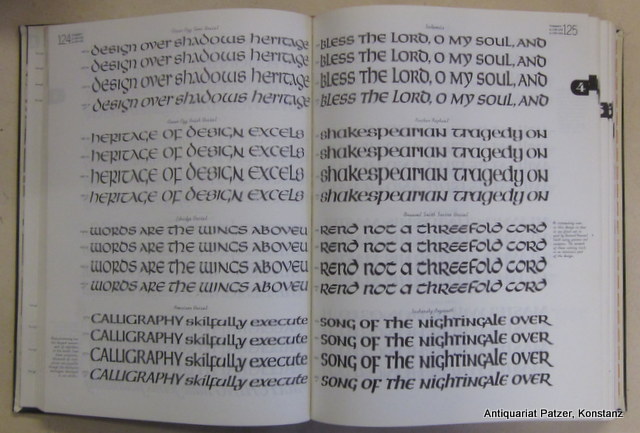 124
design over shadows heritage
design over shadows heritage
design over shadows heritage
design over shadows heritage
heritage of design excels
heritage of design excels
heritage of design excels
heritage of design excels
words are the wings aboveu
words are the wings aboveu
words are the wings aboveu
words are the wings aboveu
CALLIGRAPHY skilfully execute
CALLIGRAPHY skilfully execute
CALLIGRAPHY skilfully execute
CALLIGRAPHY skilfully execute
125
bless the Lord, O my soul, and
bless the Lord, O my soul, and
bless the Lord, O my soul, and
bless the Lord, O my soul, and
4
shakespearian tragedy on
shakespearian tragedy on
shakespearian tragedy on
shakespearian tragedy on
rend not a threefold cord
rend not a threefold cord
rend not a threefold cord
rend not a threefold cord
song of the nightingale over
song of the nightingale over
song of the nightingale over
song of the nightingale over
Antiquariat Patzer, Konstanz